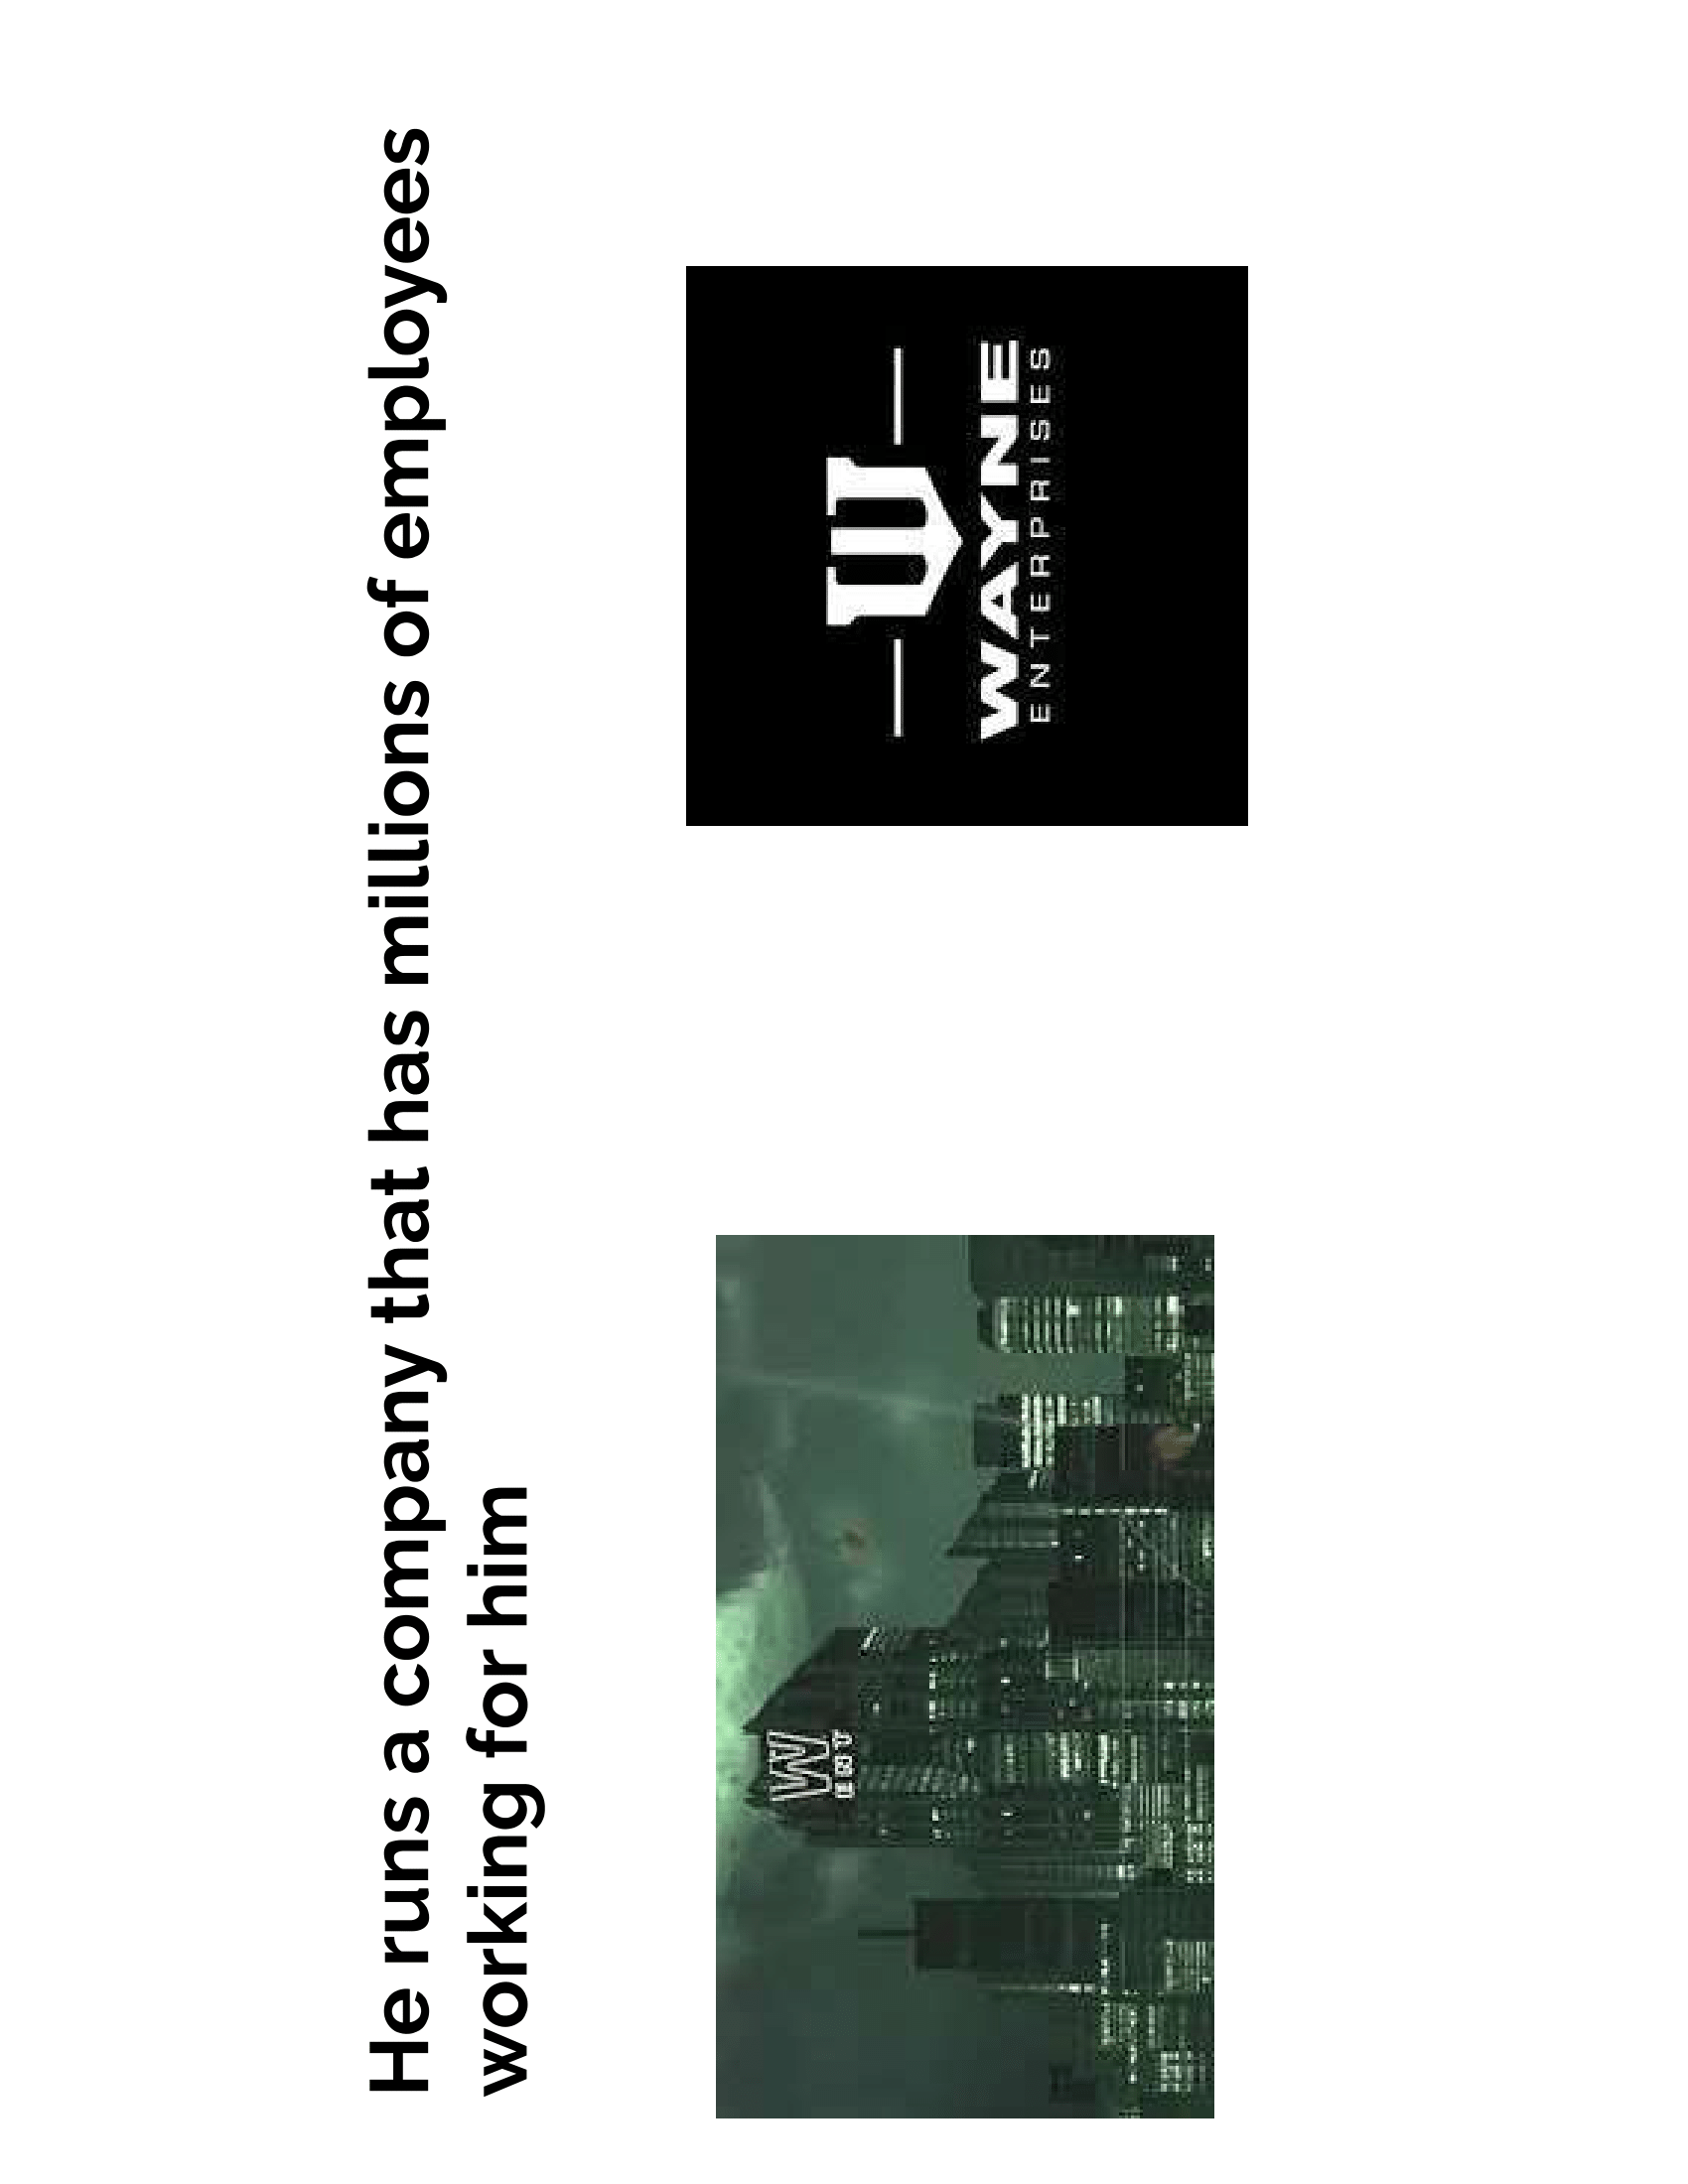 He runs a company that has millions of employees
working for him
W
WAYNE
ENTERPRISES
W